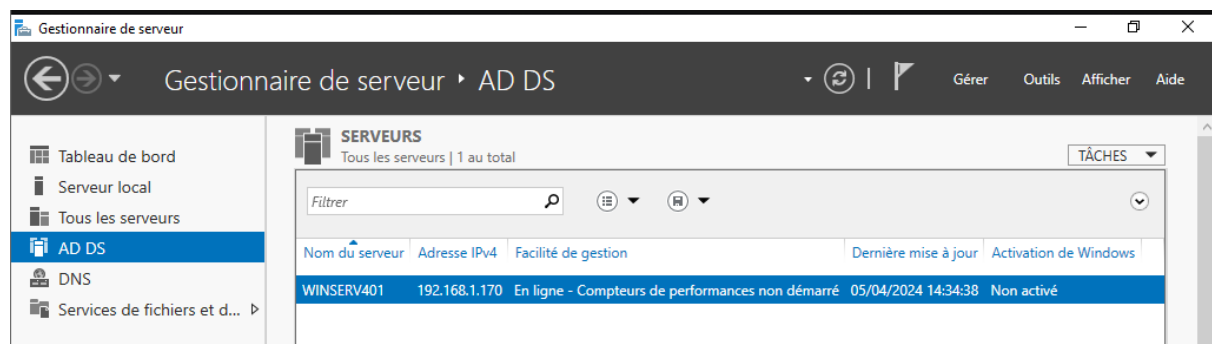 Gestionnaire de serveur
Gestionnaire de serveur ‣ AD DS
Gérer Outils Afficher Aide
Tableau de bord
Serveur local
Tous les serveurs
AD DS
DNS
Services de fichiers et d...
SERVEURS
Tous les serveurs | 1 au total
TÂCHES
Filtrer
Nom du serveur Adresse IPv4 Facilité de gestion Dernière mise à jour Activation de Windows
WINSERV401 192.168.1.170 En ligne - Compteurs de performances non démarré 05/04/2024 14:34:38 Non activé